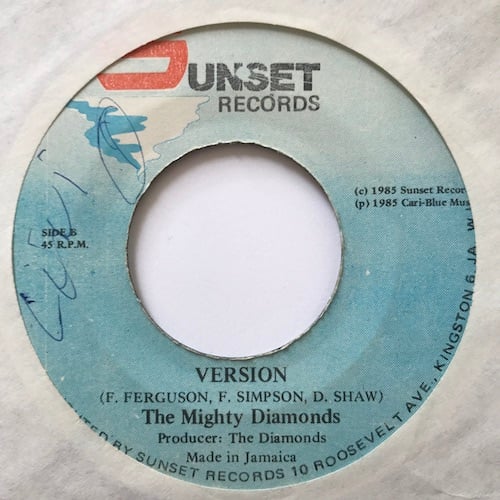 SUNSET
RECORDS
(c) 1985 Sunset Recor
(p) 1985 Cari-Blue Mus
SIDE B
45 R.P.M.
VERSION
(F. FERGUSON, F. SIMPSON, D. SHAW)
The Mighty Diamonds
Producer: The Diamonds
Made in Jamaica
TED BY SUNSET RECORDS 10 ROOSEVELT AVE., KINGSTON 6 JA. W.I.